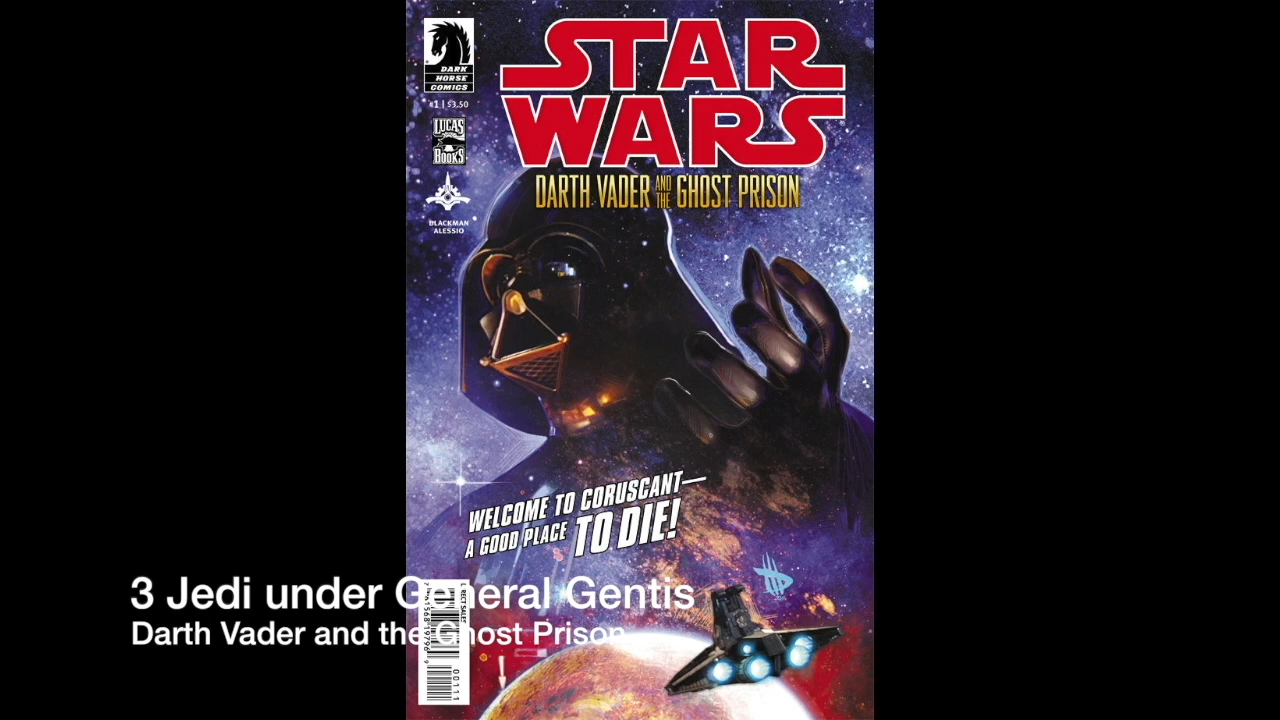 STAR
WARS
DARTH VADER AND THE GHOST PRISON
DARK
HORSE
COMICS
#1 | $3.50
LUCAS
BOOKS
BLACKMAN
ALESSIO
WELCOME TO CORUSCANT—
A GOOD PLACE TO DIE!
3 Jedi under General Gentis
Darth Vader and the Ghost Prison
00111